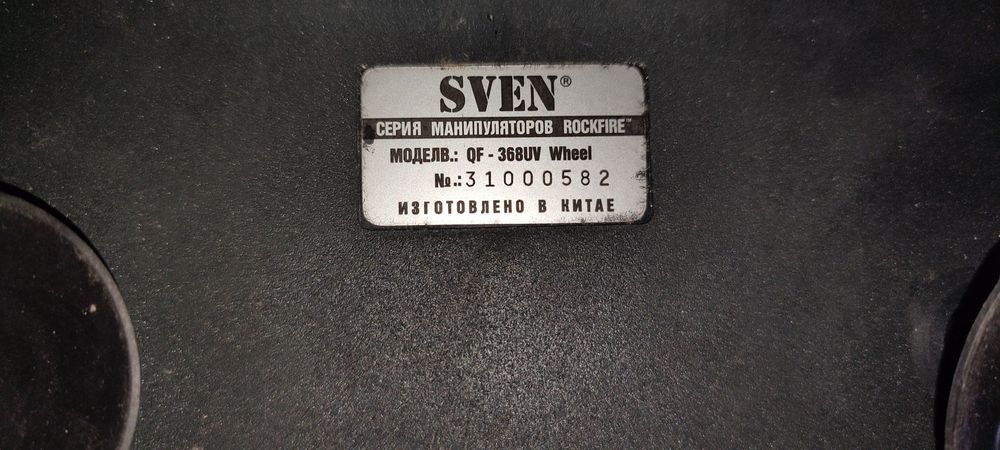 SVEN®
СЕРИЯ МАНИПУЛЯТОРОВ ROCKFIRE™
МОДЕЛВ.: QF - 368UV Wheel
№.: 31000582
ИЗГОТОВЛЕНО В КИТАЕ